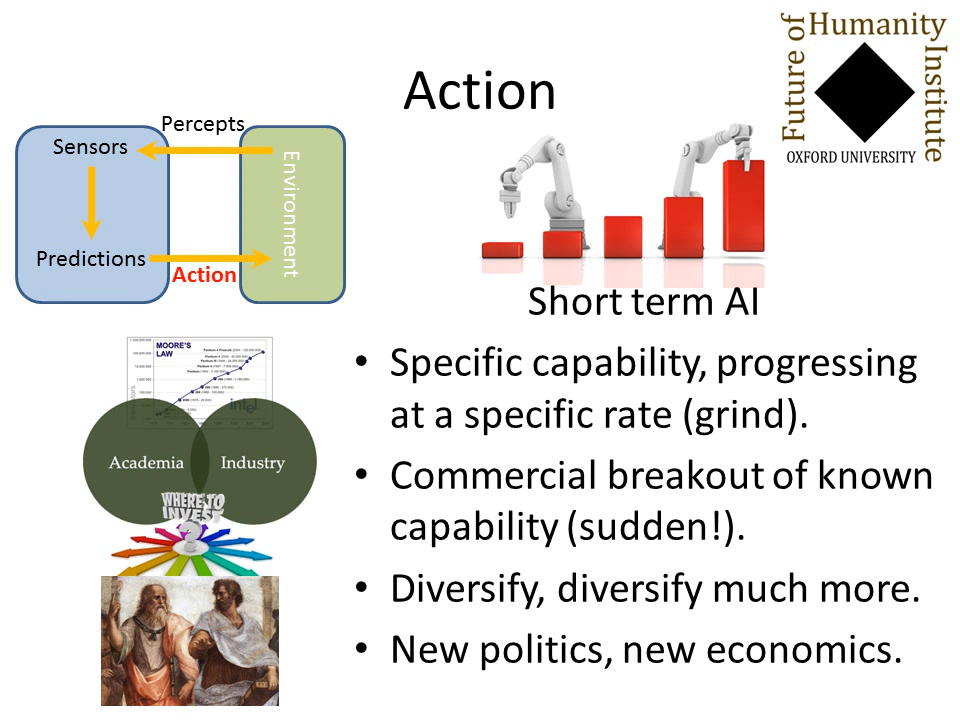 Action
Future of
Humanity
Institute
OXFORD UNIVERSITY
Percepts
Sensors
Environment
Predictions
Action
Short term AI
• Specific capability, progressing
at a specific rate (grind).
• Commercial breakout of known
capability (sudden!).
• Diversify, diversify much more.
• New politics, new economics.
MOORE'S
LAW
intel
Academia
Industry
WHERE TO
INVEST
?